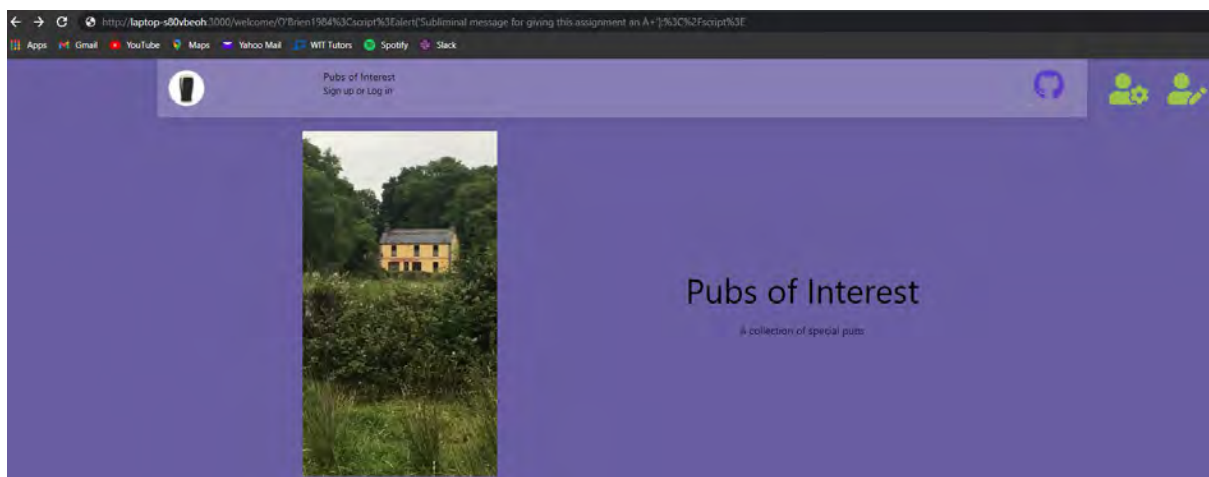 http://laptop-s80vbeoh:3000/welcome/O'Brien1984%3Cscript%3Ealert('Subliminal message for giving this assignment an A+');%3C%2Fscript%3E
Apps Gmail YouTube Maps Yahoo Mail WIT Tutors Spotify Slack
Pubs of Interest
Sign up or Log in
Pubs of Interest
A collection of special pubs